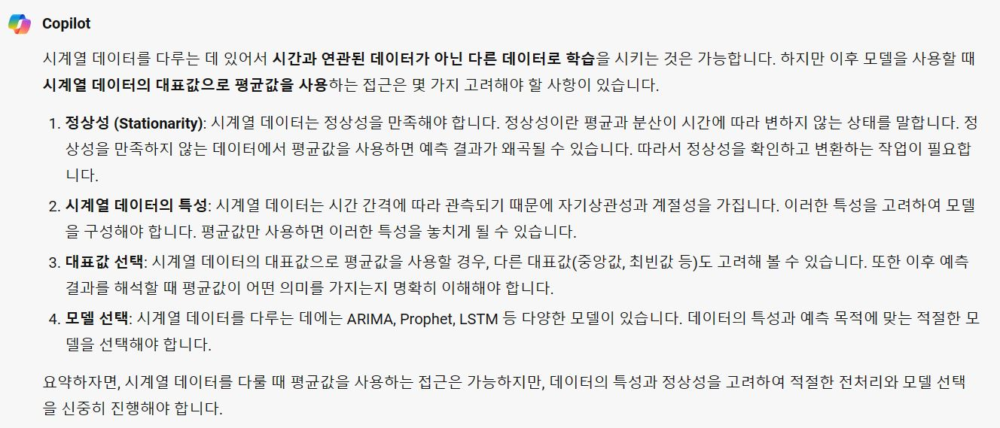 Copilot
시계열 데이터를 다루는 데 있어서 시간과 연관된 데이터가 아닌 다른 데이터로 학습을 시키는 것은 가능합니다. 하지만 이후 모델을 사용할 때
시계열 데이터의 대표값으로 평균값을 사용하는 접근은 몇 가지 고려해야 할 사항이 있습니다.
1. 정상성 (Stationarity): 시계열 데이터는 정상성을 만족해야 합니다. 정상성이란 평균과 분산이 시간에 따라 변하지 않는 상태를 말합니다. 정
상성을 만족하지 않는 데이터에서 평균값을 사용하면 예측 결과가 왜곡될 수 있습니다. 따라서 정상성을 확인하고 변환하는 작업이 필요합
니다.
2. 시계열 데이터의 특성: 시계열 데이터는 시간 간격에 따라 관측되기 때문에 자기상관성과 계절성을 가집니다. 이러한 특성을 고려하여 모델
을 구성해야 합니다. 평균값만 사용하면 이러한 특성을 놓치게 될 수 있습니다.
3. 대표값 선택: 시계열 데이터의 대표값으로 평균값을 사용할 경우, 다른 대표값(중앙값, 최빈값 등)도 고려해 볼 수 있습니다. 또한 이후 예측
결과를 해석할 때 평균값이 어떤 의미를 가지는지 명확히 이해해야 합니다.
4. 모델 선택: 시계열 데이터를 다루는 데에는 ARIMA, Prophet, LSTM 등 다양한 모델이 있습니다. 데이터의 특성과 예측 목적에 맞는 적절한 모
델을 선택해야 합니다.
요약하자면, 시계열 데이터를 다룰 때 평균값을 사용하는 접근은 가능하지만, 데이터의 특성과 정상성을 고려하여 적절한 전처리와 모델 선택
을 신중히 진행해야 합니다.